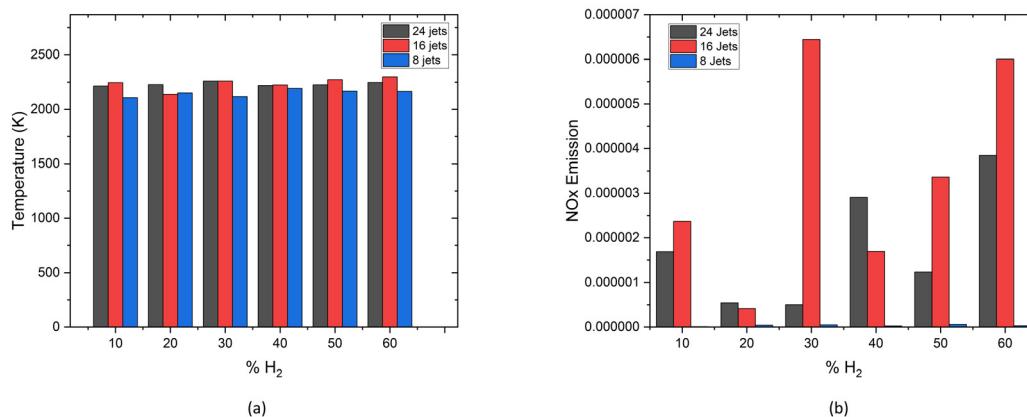 2500
2000
1500
1000
500
0
Temperature (K)
24 jets
16 jets
8 jets
10 20 30 40 50 60
% H2
(a)
0.000007
0.000006
0.000005
0.000004
0.000003
0.000002
0.000001
0.000000
NOx Emission
24 Jets
16 Jets
8 Jets
10 20 30 40 50 60
% H2
(b)